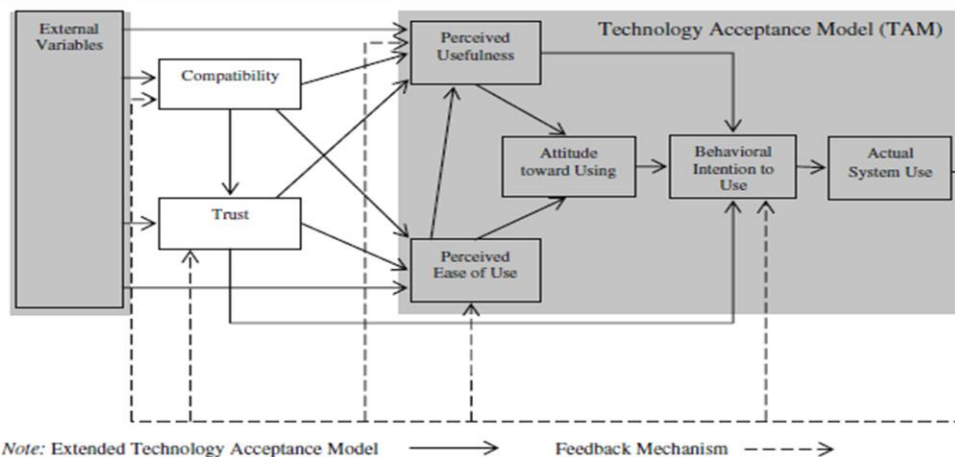 External
Variables
Compatibility
Trust
Perceived
Usefulness
Perceived
Ease of Use
Technology Acceptance Model (TAM)
Attitude
toward Using
Behavioral
Intention to
Use
Actual
System Use
Note: Extended Technology Acceptance Model
Feedback Mechanism